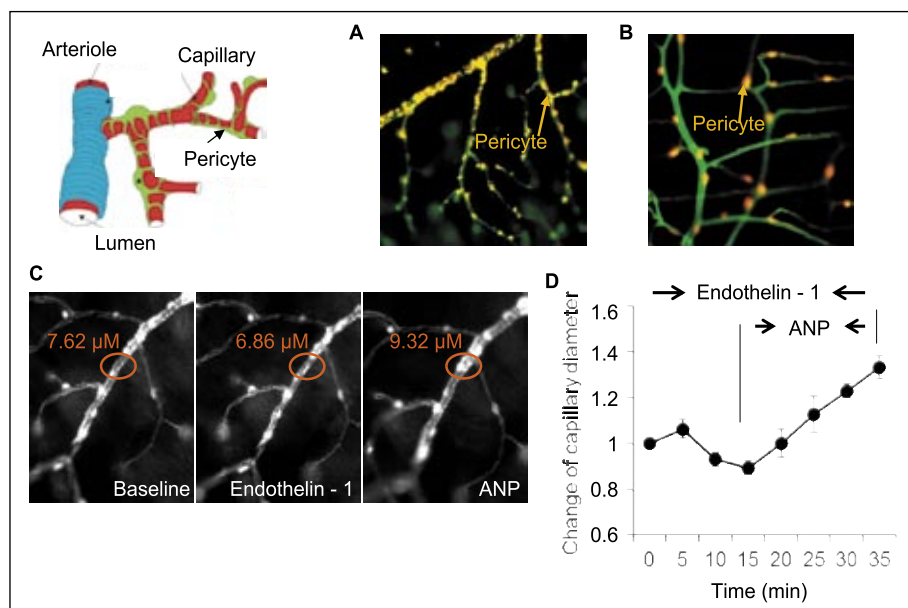 Arteriole
Capillary
Pericyte
Lumen
A
Pericyte
B
Pericyte
C
7.62 µM
6.86 µM
9.32 µM
Baseline
Endothelin - 1
ANP
D
Endothelin - 1
ANP
Change of capillary diameter
1.6
1.4
1.2
1
0.8
0.6
0 5 10 15 20 25 30 35
Time (min)